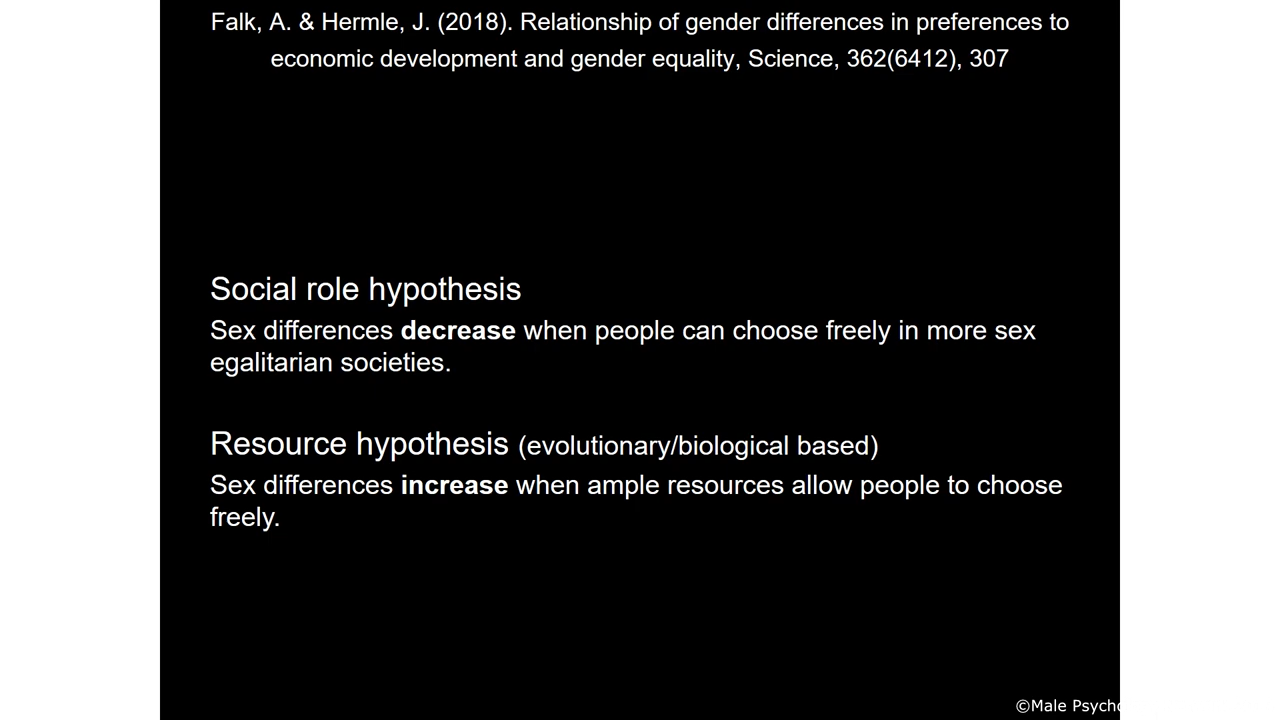 Falk, A. & Hermle, J. (2018). Relationship of gender differences in preferences to
economic development and gender equality, Science, 362(6412), 307
Social role hypothesis
Sex differences decrease when people can choose freely in more sex
egalitarian societies.
Resource hypothesis (evolutionary/biological based)
Sex differences increase when ample resources allow people to choose
freely.
©Male